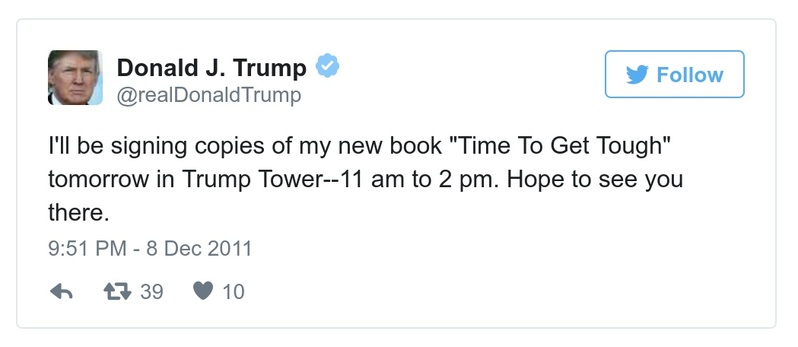 Donald J. Trump
@realDonaldTrump
Follow
I'll be signing copies of my new book "Time To Get Tough"
tomorrow in Trump Tower--11 am to 2 pm. Hope to see you
there.
9:51 PM - 8 Dec 2011
39 10